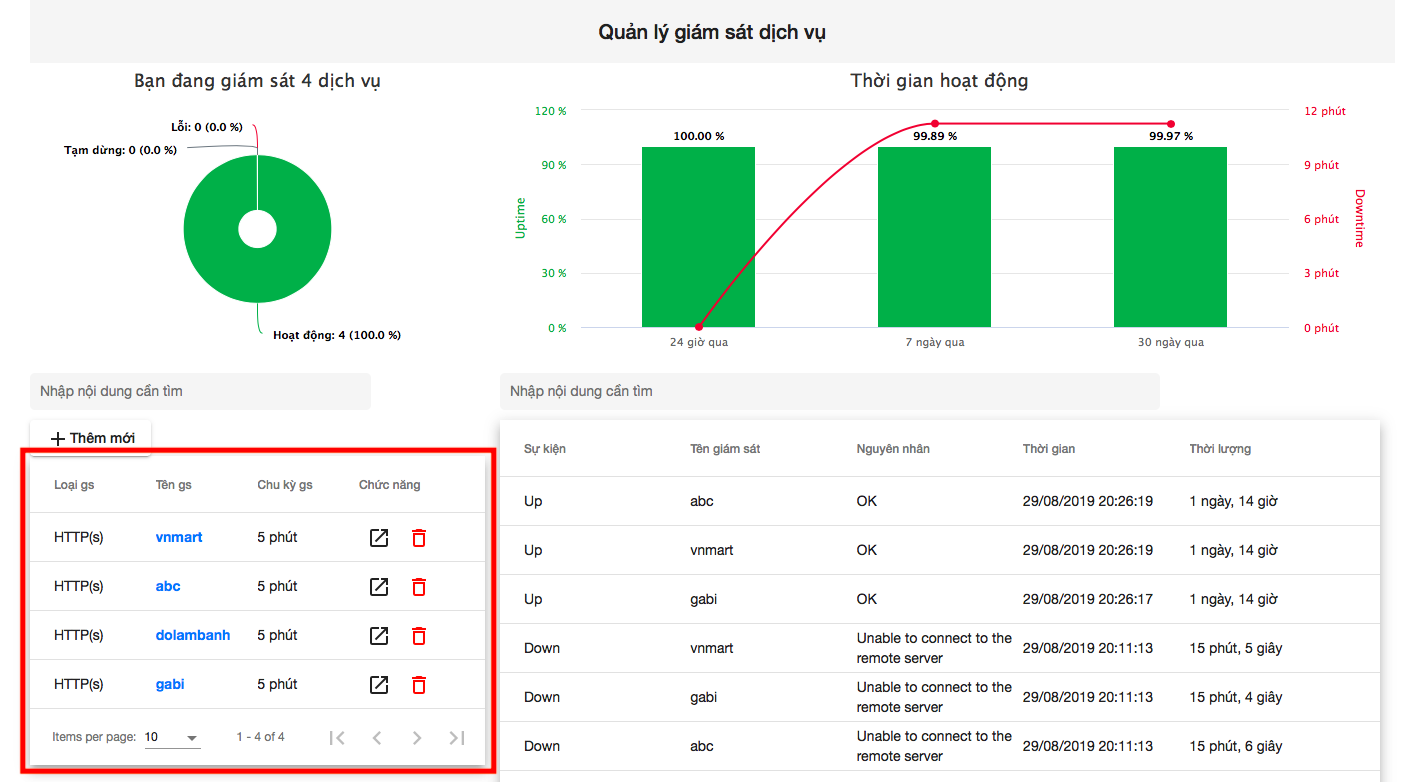 Quản lý giám sát dịch vụ
Bạn đang giám sát 4 dịch vụ
Lỗi: 0 (0.0 %)
Tạm dừng: 0 (0.0 %)
Hoạt động: 4 (100.0 %)
Thời gian hoạt động
120 %
90 %
60 %
30 %
0 %
Uptime
100.00 %
99.89 %
99.97 %
24 giờ qua
7 ngày qua
30 ngày qua
12 phút
9 phút
6 phút
3 phút
0 phút
Downtime
Nhập nội dung cần tìm
Thêm mới
Loại gs Tên gs Chu kỳ gs Chức năng
HTTP(s) vnmart 5 phút
HTTP(s) abc 5 phút
HTTP(s) dolambanh 5 phút
HTTP(s) gabi 5 phút
Items per page: 10 1 - 4 of 4
Nhập nội dung cần tìm
Sự kiện Tên giám sát Nguyên nhân Thời gian Thời lượng
Up abc OK 29/08/2019 20:26:19 1 ngày, 14 giờ
Up vnmart OK 29/08/2019 20:26:19 1 ngày, 14 giờ
Up gabi OK 29/08/2019 20:26:17 1 ngày, 14 giờ
Down vnmart Unable to connect to the
remote server 29/08/2019 20:11:13 15 phút, 5 giây
Down gabi Unable to connect to the
remote server 29/08/2019 20:11:13 15 phút, 4 giây
Down abc Unable to connect to the
remote server 29/08/2019 20:11:13 15 phút, 6 giây